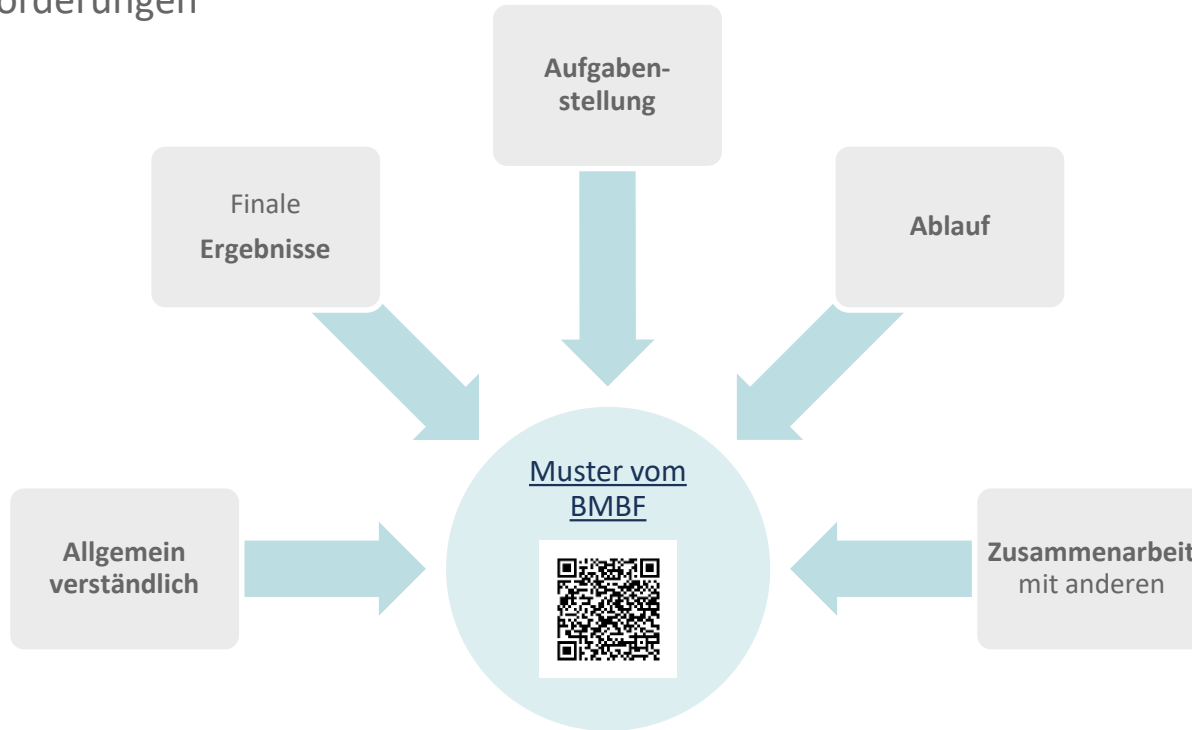 orderungen
Aufgaben-
stellung
Finale
Ergebnisse
Ablauf
Muster vom
BMBF
Allgemein
verständlich
Zusammenarbeit
mit anderen